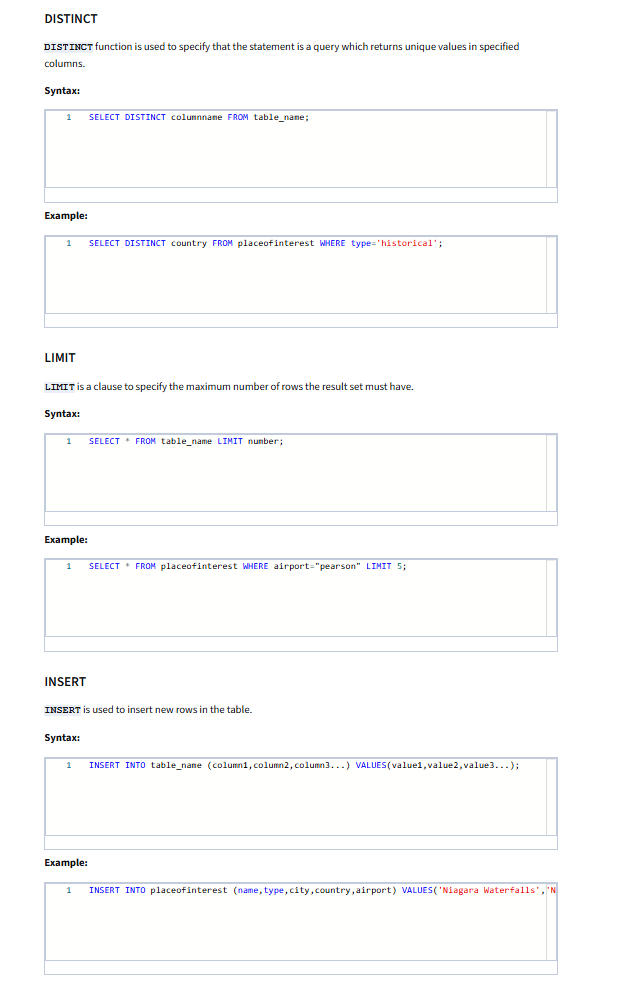 DISTINCT
DISTINCT function is used to specify that the statement is a query which returns unique values in specified
columns.
Syntax:
1 SELECT DISTINCT columnname FROM table_name;
Example:
1 SELECT DISTINCT country FROM placeofinterest WHERE type='historical';
LIMIT
LIMIT is a clause to specify the maximum number of rows the result set must have.
Syntax:
1 SELECT * FROM table_name LIMIT number;
Example:
1 SELECT * FROM placeofinterest WHERE airport="pearson" LIMIT 5;
INSERT
INSERT is used to insert new rows in the table.
Syntax:
1 INSERT INTO table_name (column1,column2,column3...) VALUES(value1,value2,value3...);
Example:
1 INSERT INTO placeofinterest (name,type,city,country,airport) VALUES('Niagara Waterfalls','N